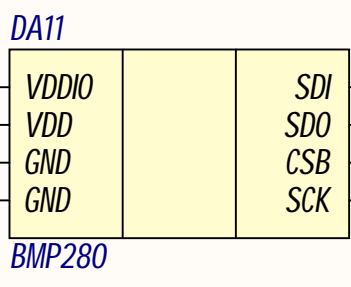 DA11
VDDIO SDI
VDD SDO
GND CSB
GND SCK
BMP280